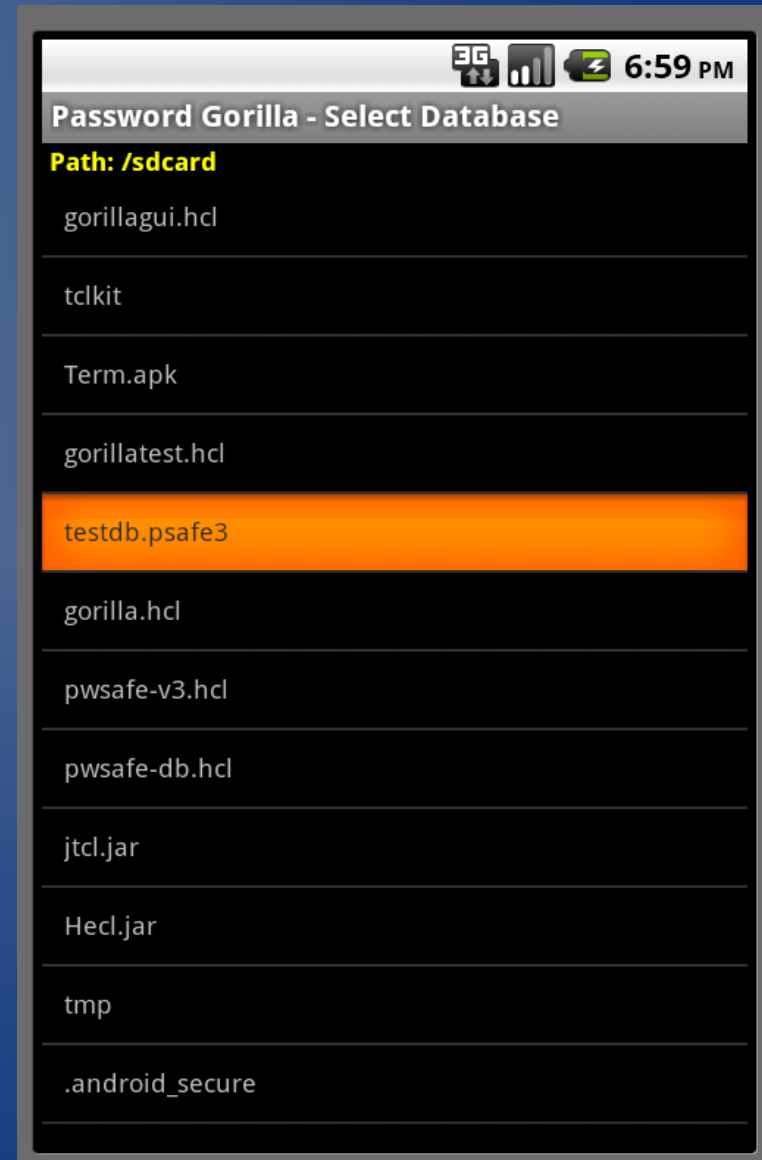 3G 6:59 PM
Password Gorilla - Select Database
Path: /sdcard
gorillagui.hcl
tclkit
Term.apk
gorillatest.hcl
testdb.psafe3
gorilla.hcl
pwsafe-v3.hcl
pwsafe-db.hcl
jtcl.jar
Hecl.jar
tmp
.android_secure